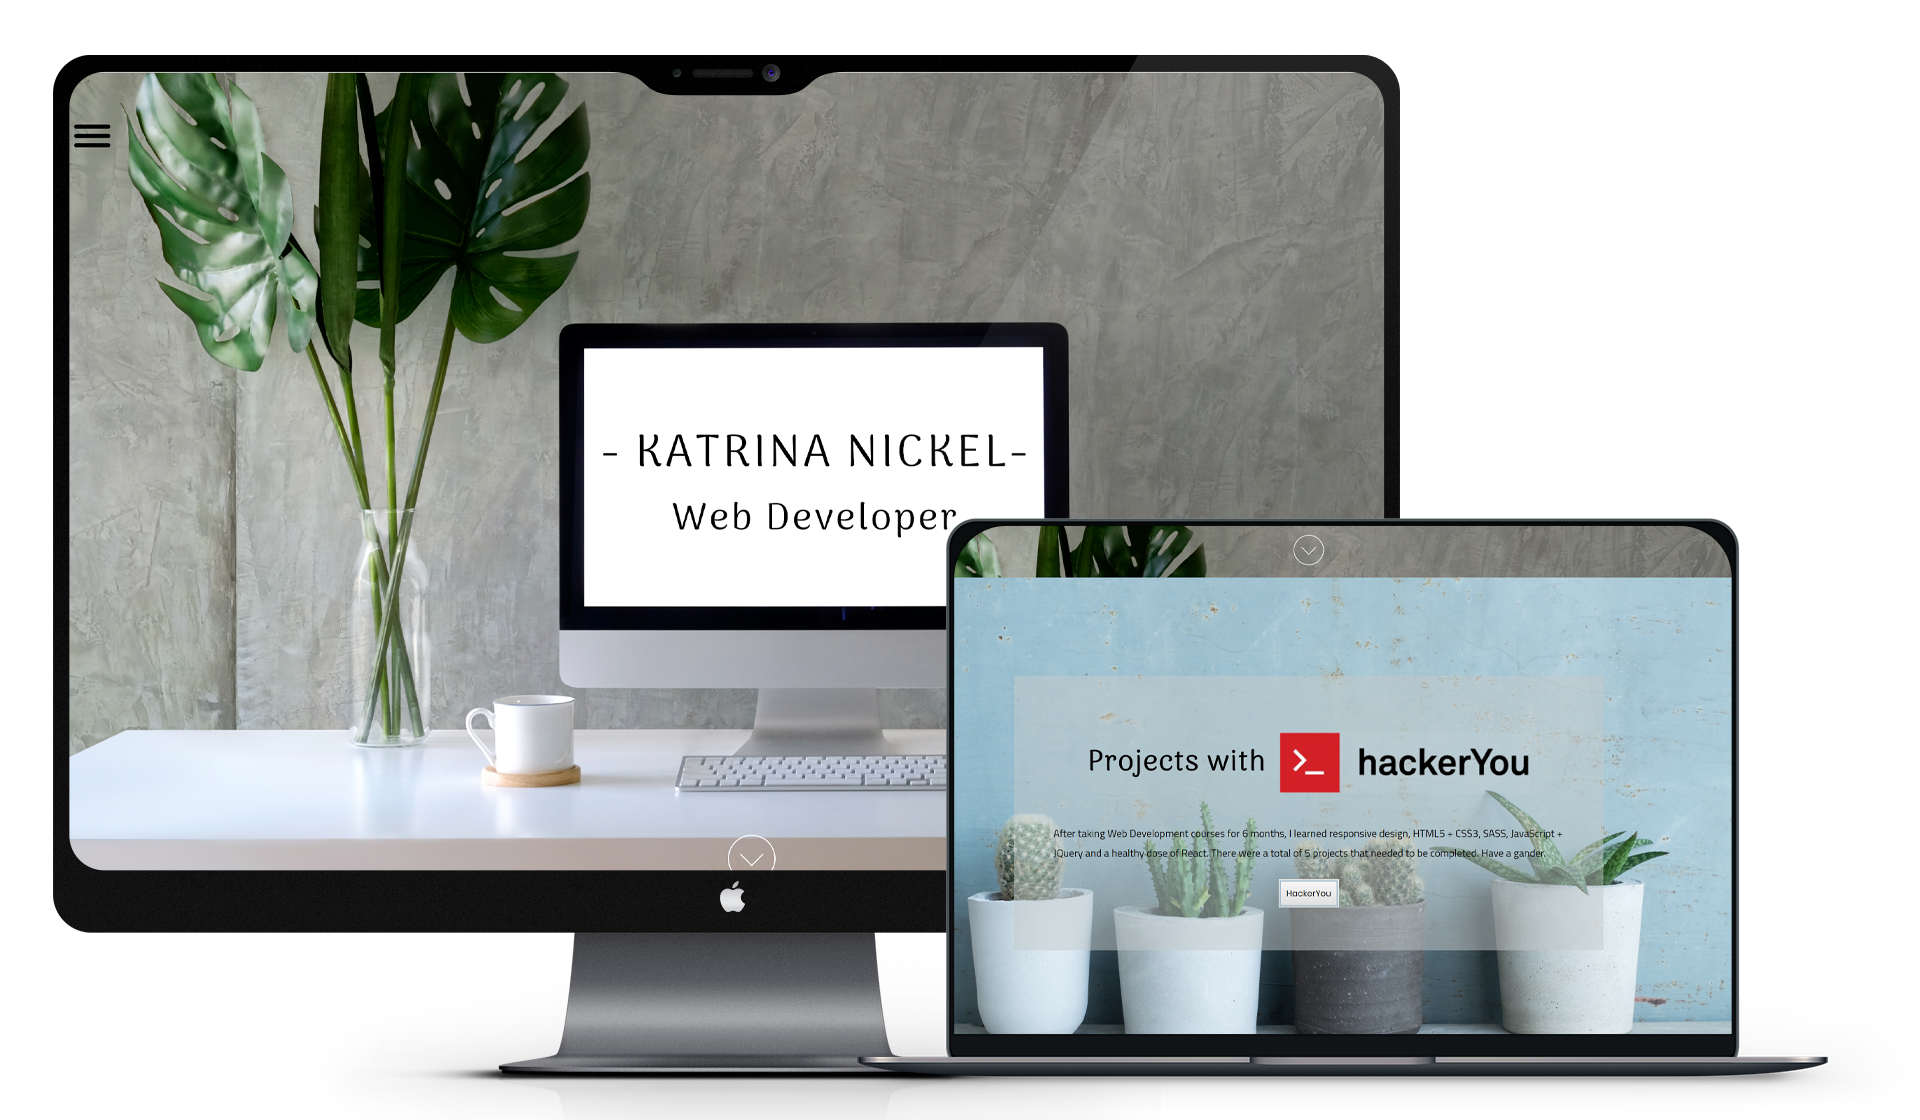 - KATRINA NICKEL-
Web Developer
Projects with >_ hackerYou
After taking Web Development courses for 6 months, I learned responsive design, HTML5 + CSS3, SASS, JavaScript +
JQuery and a healthy dose of React. There were a total of 5 projects that needed to be completed. Have a gander.
HackerYou